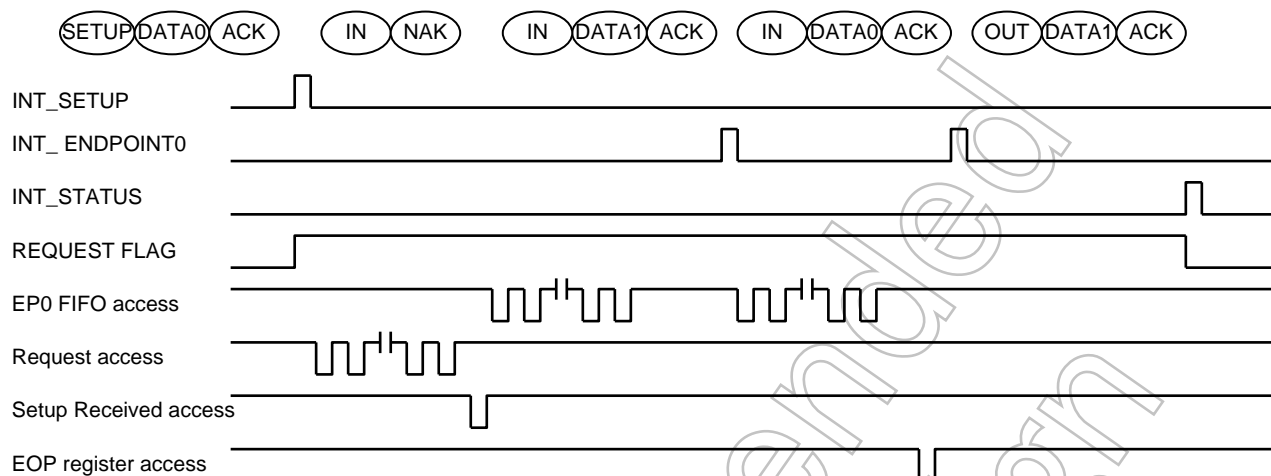 SETUP DATA0 ACK IN NAK IN DATA1 ACK IN DATA0 ACK OUT DATA1 ACK
INT_SETUP
INT_ ENDPOINT0
INT_STATUS
REQUEST FLAG
EP0 FIFO access
Request access
Setup Received access
EOP register access